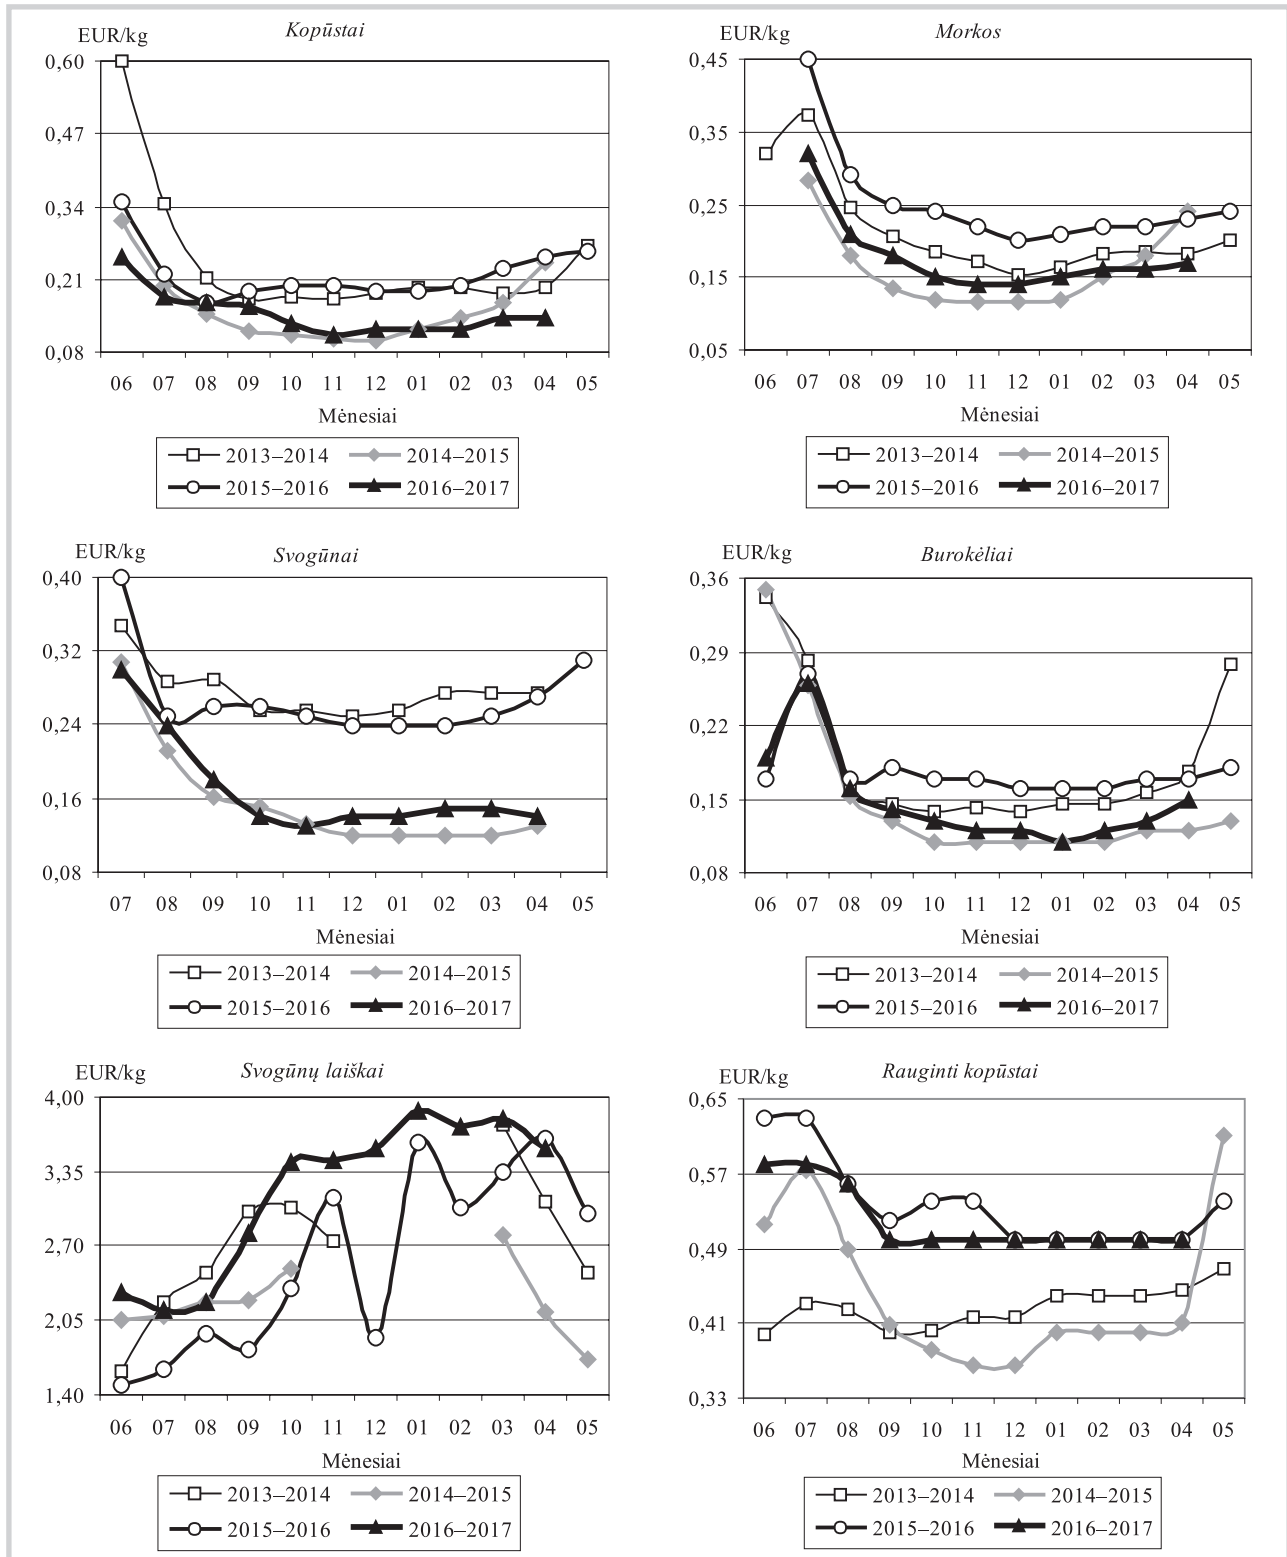 EUR/kg
Kopūstai
0,60
0,47
0,34
0,21
0,08
06 07 08 09 10 11 12 01 02 03 04 05
Mėnesiai
2013–2014 2014–2015
2015–2016 2016–2017
EUR/kg
Morkos
0,45
0,35
0,25
0,15
0,05
06 07 08 09 10 11 12 01 02 03 04 05
Mėnesiai
2013–2014 2014–2015
2015–2016 2016–2017
EUR/kg
Svogūnai
0,40
0,32
0,24
0,16
0,08
07 08 09 10 11 12 01 02 03 04 05
Mėnesiai
2013–2014 2014–2015
2015–2016 2016–2017
EUR/kg
Burokėliai
0,36
0,29
0,22
0,15
0,08
06 07 08 09 10 11 12 01 02 03 04 05
Mėnesiai
2013–2014 2014–2015
2015–2016 2016–2017
EUR/kg
Svogūnų laiškai
4,00
3,35
2,70
2,05
1,40
06 07 08 09 10 11 12 01 02 03 04 05
Mėnesiai
2013–2014 2014–2015
2015–2016 2016–2017
EUR/kg
Rauginti kopūstai
0,65
0,57
0,49
0,41
0,33
06 07 08 09 10 11 12 01 02 03 04 05
Mėnesiai
2013–2014 2014–2015
2015–2016 2016–2017